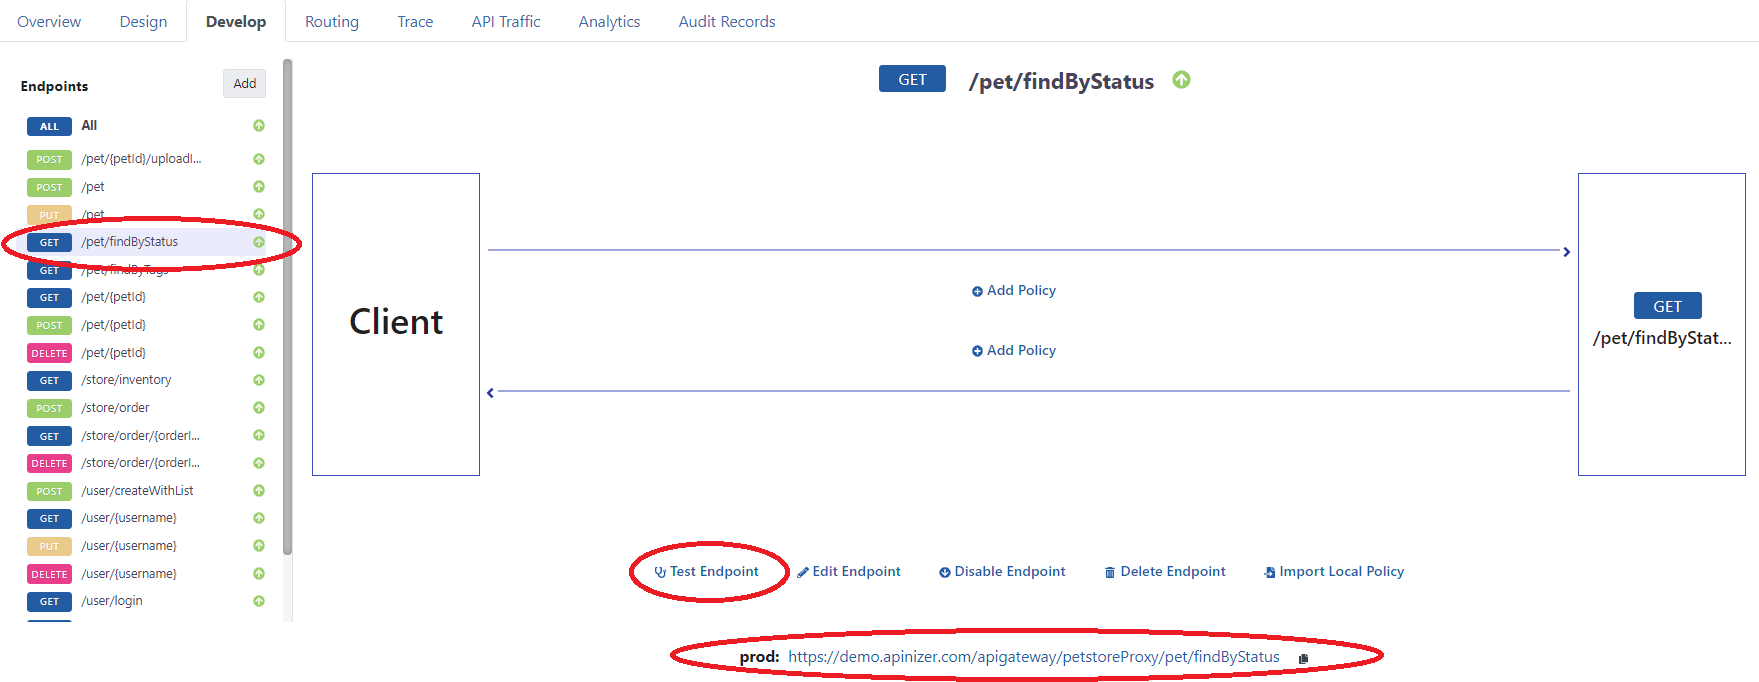 Overview Design Develop Routing Trace API Traffic Analytics Audit Records
Endpoints Add
ALL All
POST /pet/{petId}/uploadI...
POST /pet
PUT /pet
GET /pet/findByStatus
GET /pet/findByTags
GET /pet/{petId}
POST /pet/{petId}
DELETE /pet/{petId}
GET /store/inventory
POST /store/order
GET /store/order/{orderI...
DELETE /store/order/{orderI...
POST /user/createWithList
GET /user/{username}
PUT /user/{username}
DELETE /user/{username}
GET /user/login
GET /pet/findByStatus
Client
Add Policy
Add Policy
GET
/pet/findByStat...
Test Endpoint Edit Endpoint Disable Endpoint Delete Endpoint Import Local Policy
prod: https://demo.apinizer.com/apigateway/petstoreProxy/pet/findByStatus